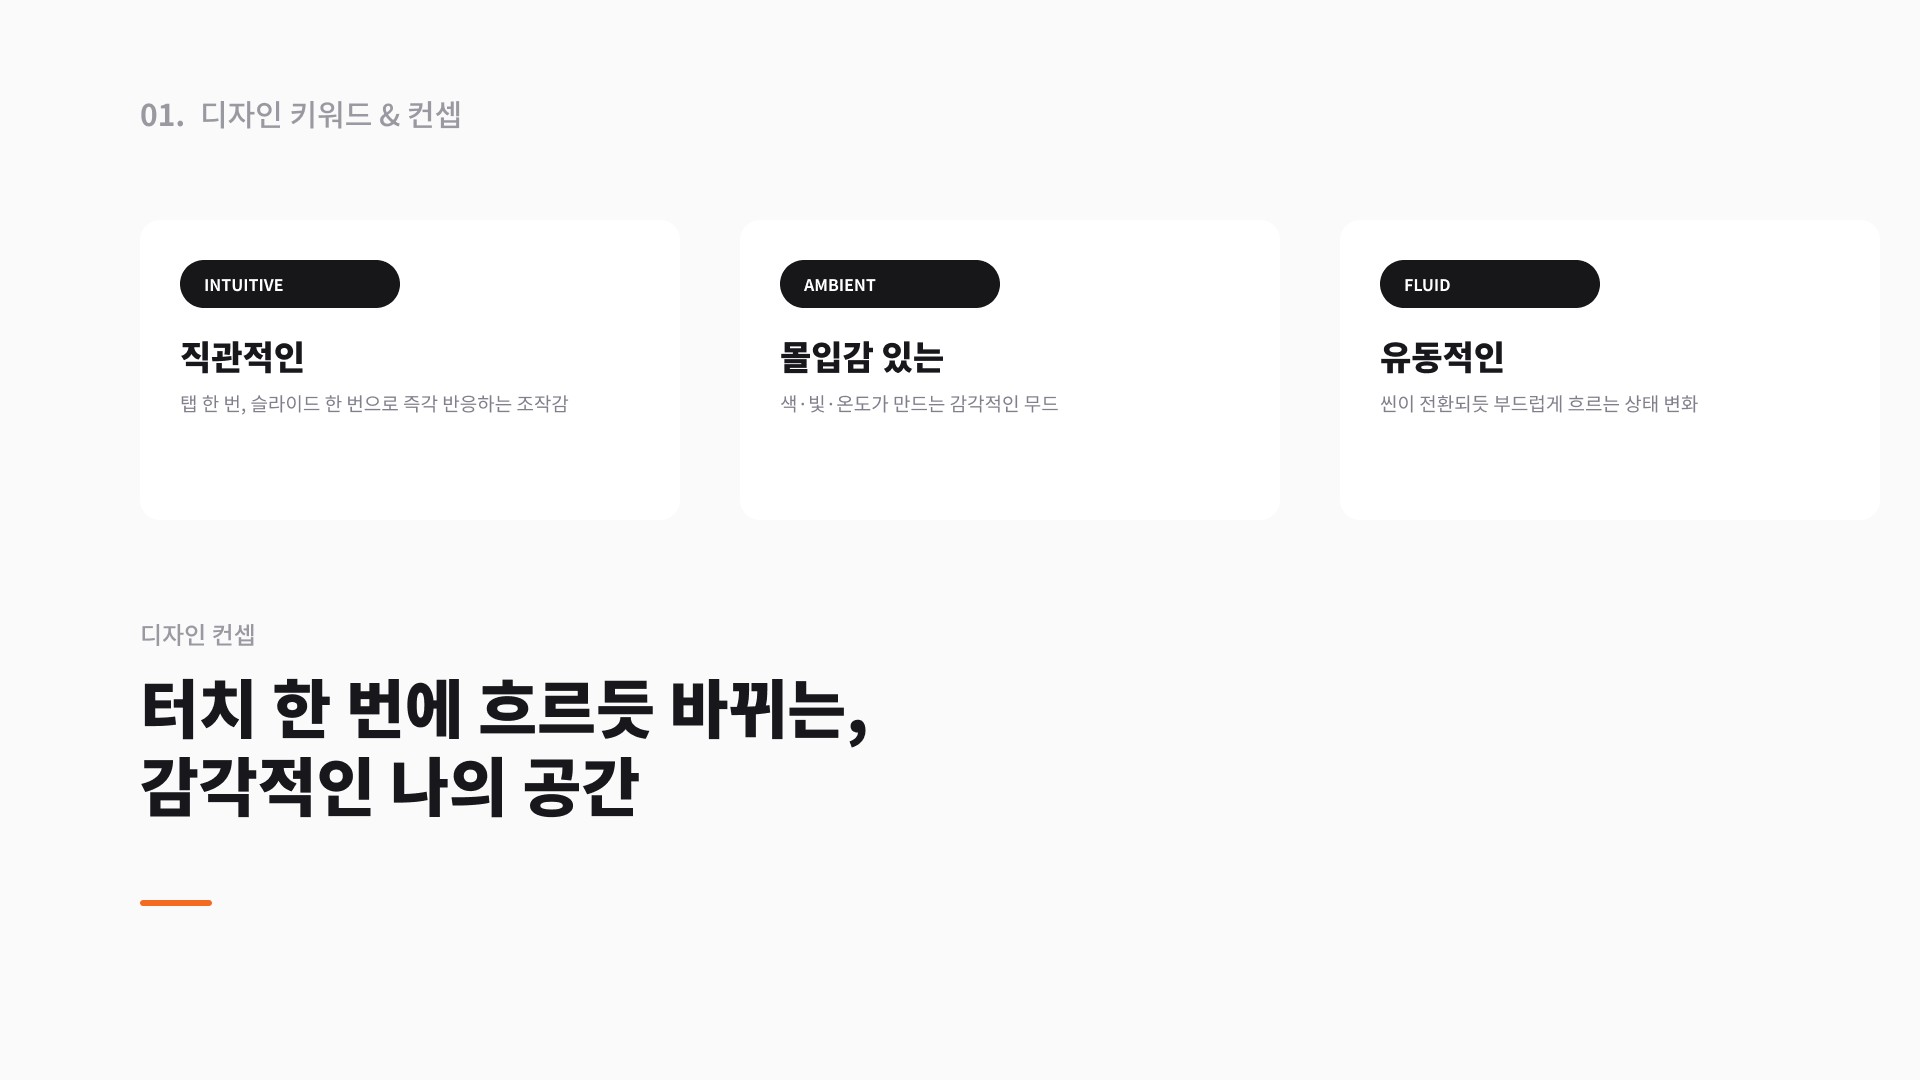 01. 디자인 키워드 & 컨셉
INTUITIVE
직관적인
탭 한 번, 슬라이드 한 번으로 즉각 반응하는 조작감
AMBIENT
몰입감 있는
색·빛·온도가 만드는 감각적인 무드
FLUID
유동적인
씬이 전환되듯 부드럽게 흐르는 상태 변화
디자인 컨셉
터치 한 번에 흐르듯 바뀌는,
감각적인 나의 공간